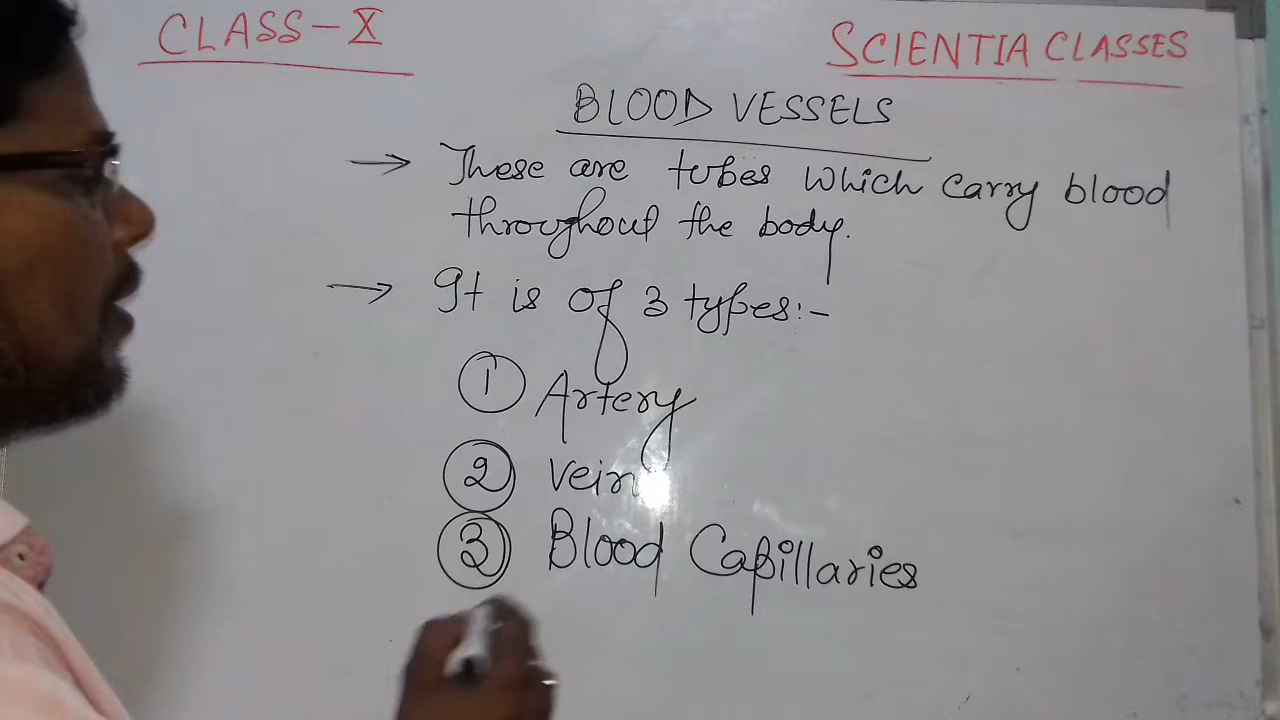 CLASS-X
SCIENTIA CLASSES
BLOOD VESSELS
→ These are tubes which carry blood
throughout the body.
→ It is of 3 types:-
① Artery
② Vein
③ Blood Capillaries